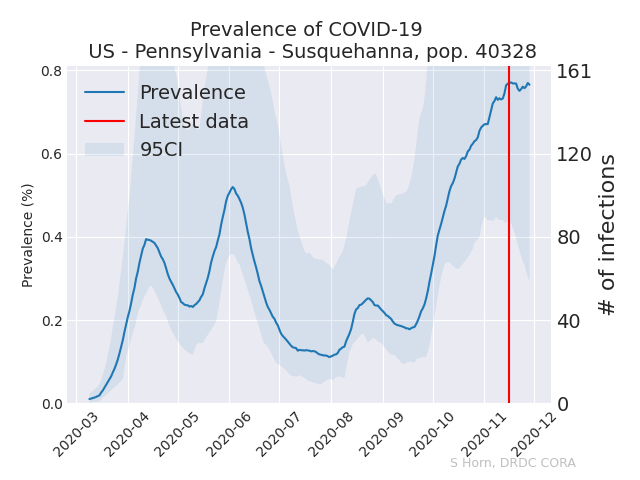 Prevalence of COVID-19
US - Pennsylvania - Susquehanna, pop. 40328
Prevalence
Latest data
95CI
Prevalence (%)
0.8
0.6
0.4
0.2
0.0
161
120
80
40
0
# of infections
2020-03
2020-04
2020-05
2020-06
2020-07
2020-08
2020-09
2020-10
2020-11
2020-12
S Horn, DRDC CORA